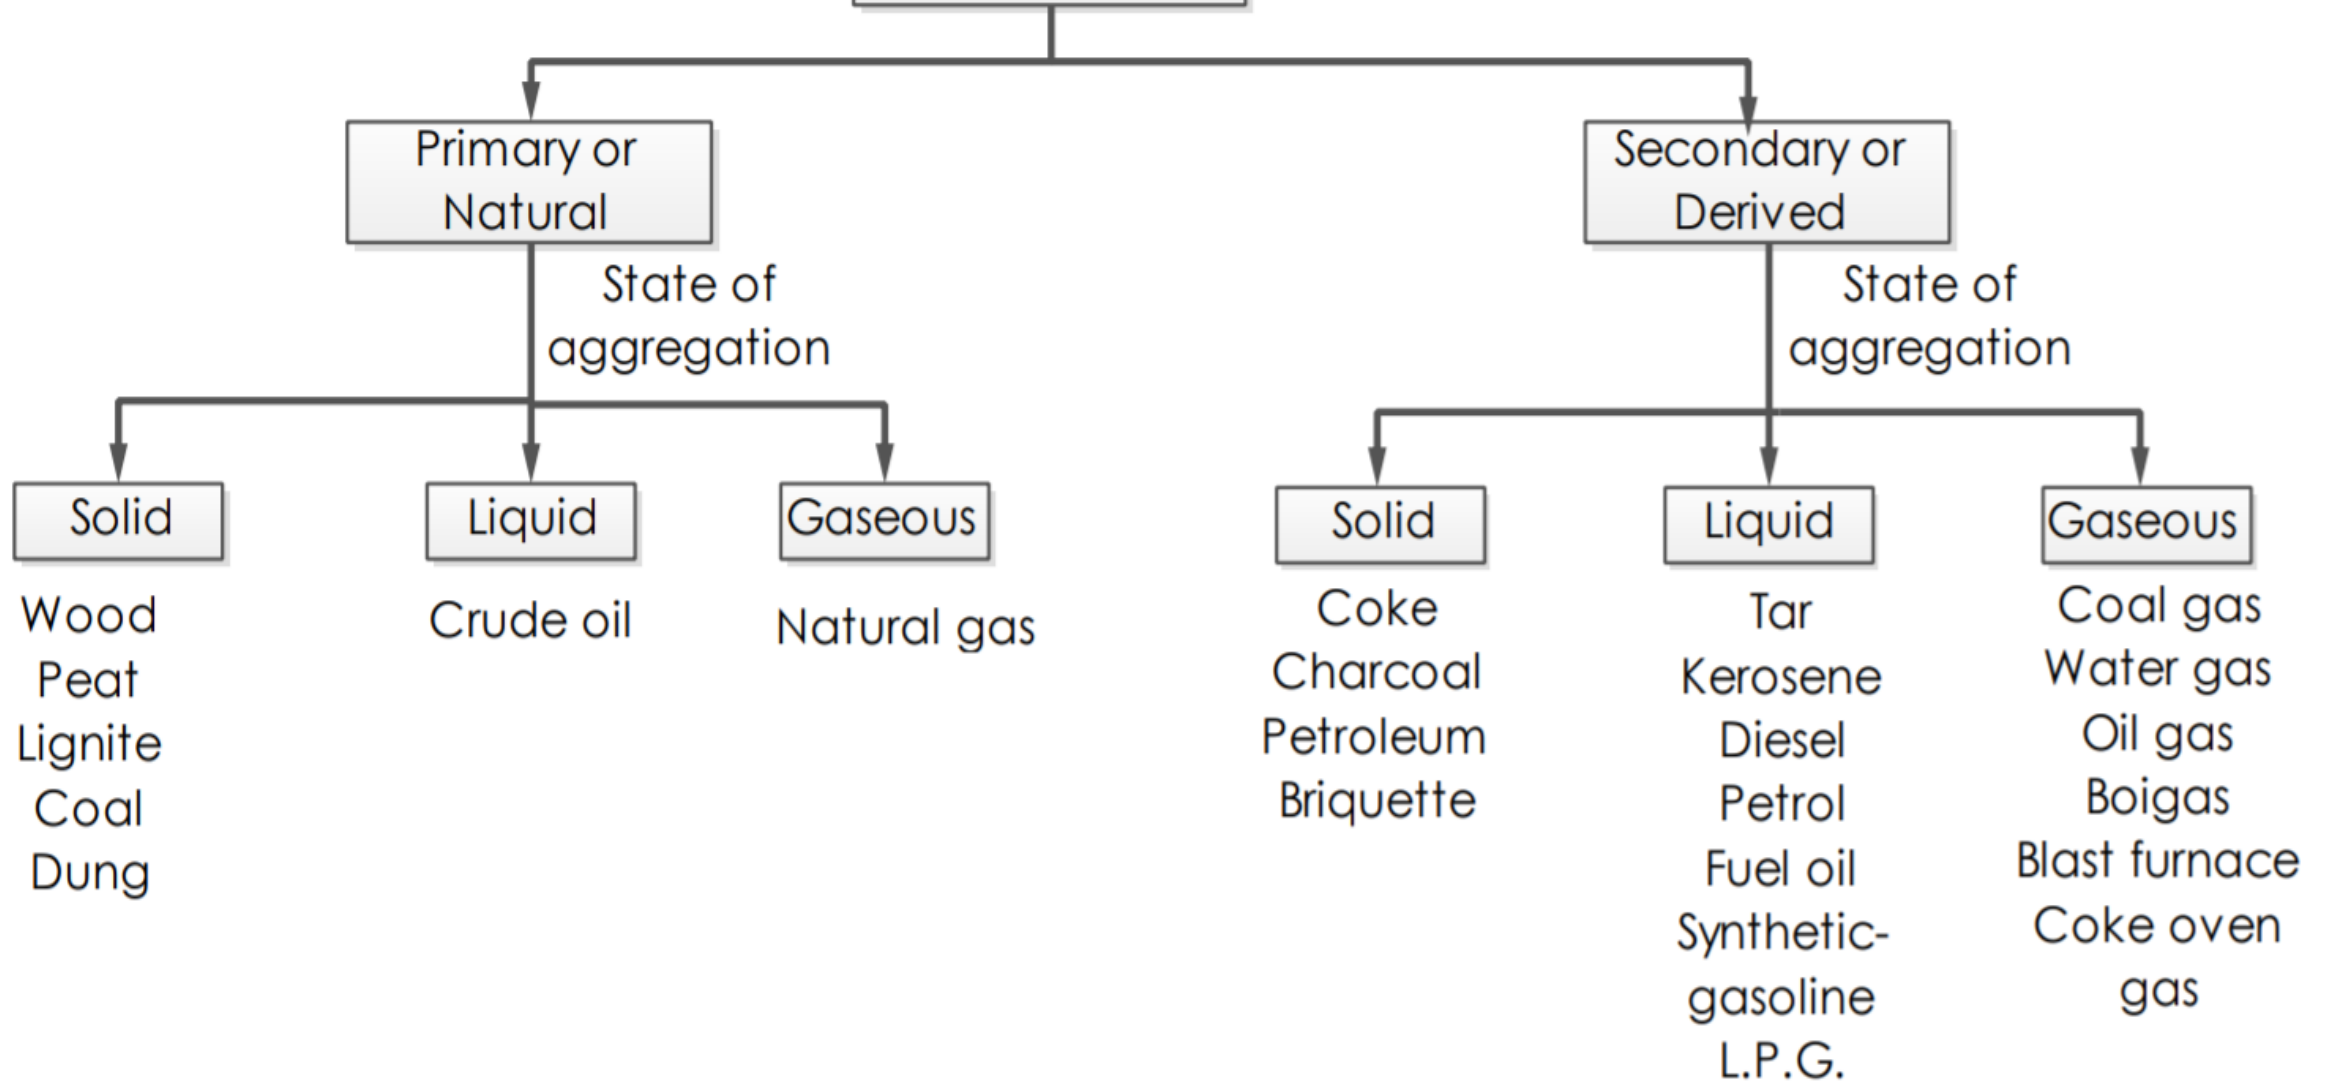 Primary or
Natural
Secondary or
Derived
State of
aggregation
State of
aggregation
Solid
Liquid
Gaseous
Solid
Liquid
Gaseous
Wood
Peat
Lignite
Coal
Dung
Crude oil
Natural gas
Coke
Charcoal
Petroleum
Briquette
Tar
Kerosene
Diesel
Petrol
Fuel oil
Synthetic-
gasoline
L.P.G.
Coal gas
Water gas
Oil gas
Boigas
Blast furnace
Coke oven
gas